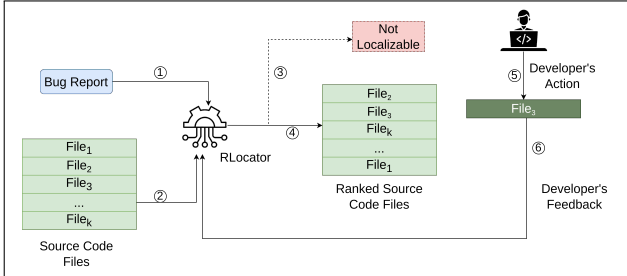 Not
Localizable
①
③
Bug Report
⑤
Developer's
Action
File₂
File₃
Fileₖ
...
File₁
File₃
④
RLocator
⑥
File₁
File₂
File₃
...
Fileₖ
②
Ranked Source
Code Files
Developer's
Feedback
Source Code
Files